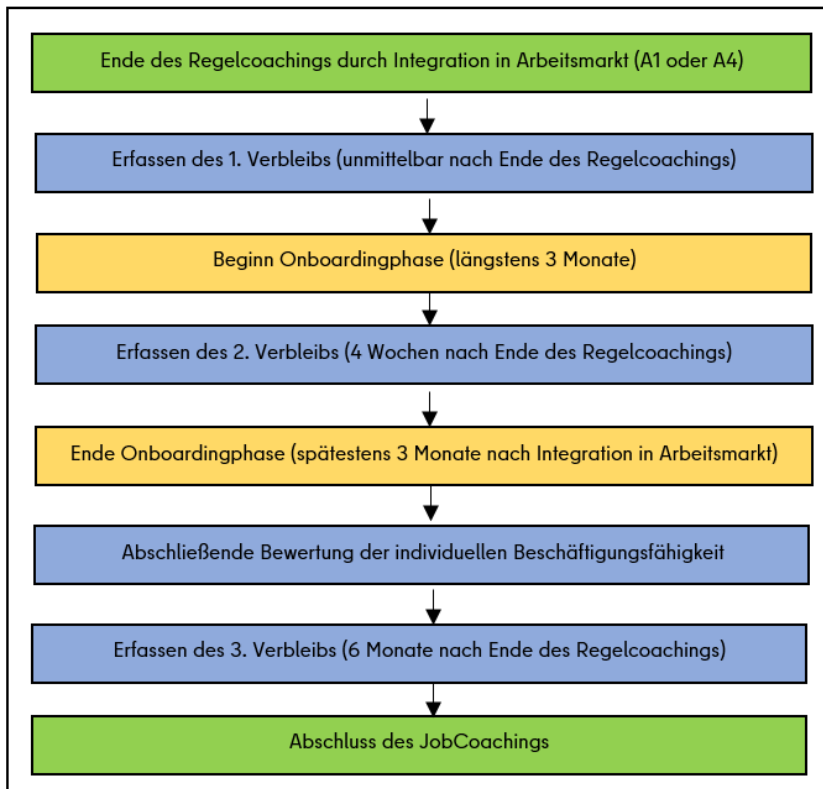 Ende des Regelcoachings durch Integration in Arbeitsmarkt (A1 oder A4)
Erfassen des 1. Verbleibs (unmittelbar nach Ende des Regelcoachings)
Beginn Onboardingphase (längstens 3 Monate)
Erfassen des 2. Verbleibs (4 Wochen nach Ende des Regelcoachings)
Ende Onboardingphase (spätestens 3 Monate nach Integration in Arbeitsmarkt)
Abschließende Bewertung der individuellen Beschäftigungsfähigkeit
Erfassen des 3. Verbleibs (6 Monate nach Ende des Regelcoachings)
Abschluss des JobCoachings